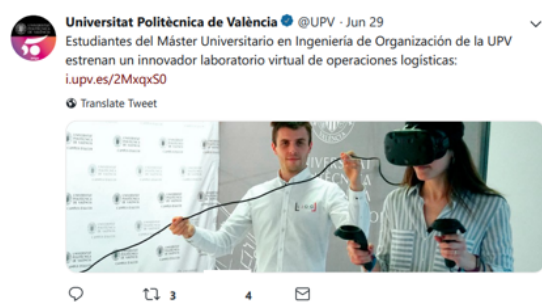 Universitat Politècnica de València @UPV · Jun 29
Estudiantes del Máster Universitario en Ingeniería de Organización de la UPV
estrenan un innovador laboratorio virtual de operaciones logísticas:
i.upv.es/2MxqxS0
Translate Tweet
3 4